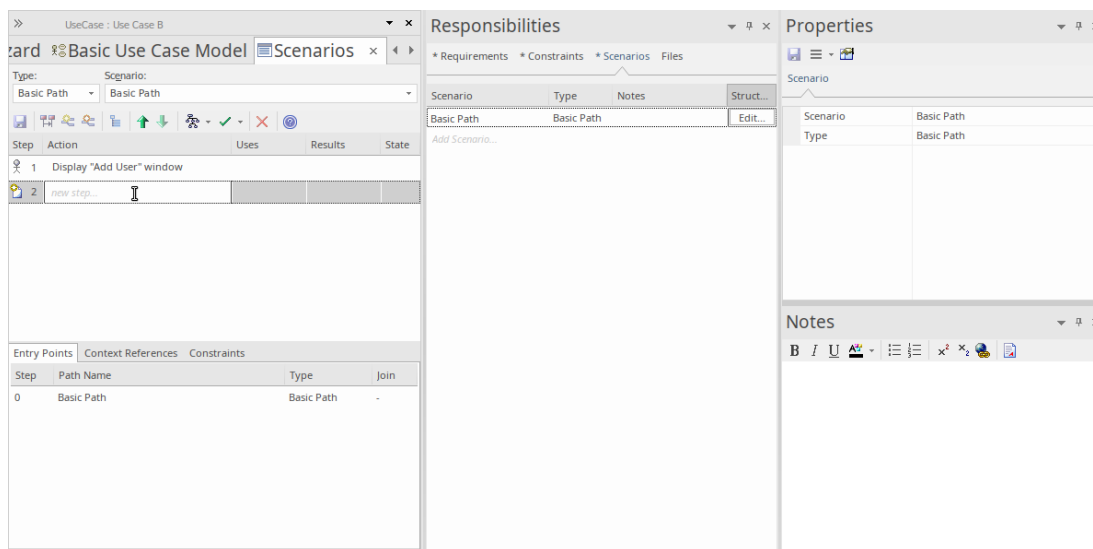 UseCase : Use Case B
zard Basic Use Case Model Scenarios
Type: Scenario:
Basic Path Basic Path
Step Action Uses Results State
1 Display "Add User" window
2 new step...
Entry Points Context References Constraints
Step Path Name Type Join
0 Basic Path Basic Path -
Responsibilities
* Requirements * Constraints * Scenarios Files
Scenario Type Notes Struct...
Basic Path Basic Path Edit...
Add Scenario...
Properties
Scenario
Scenario Basic Path
Type Basic Path
Notes
B I U x² x₂